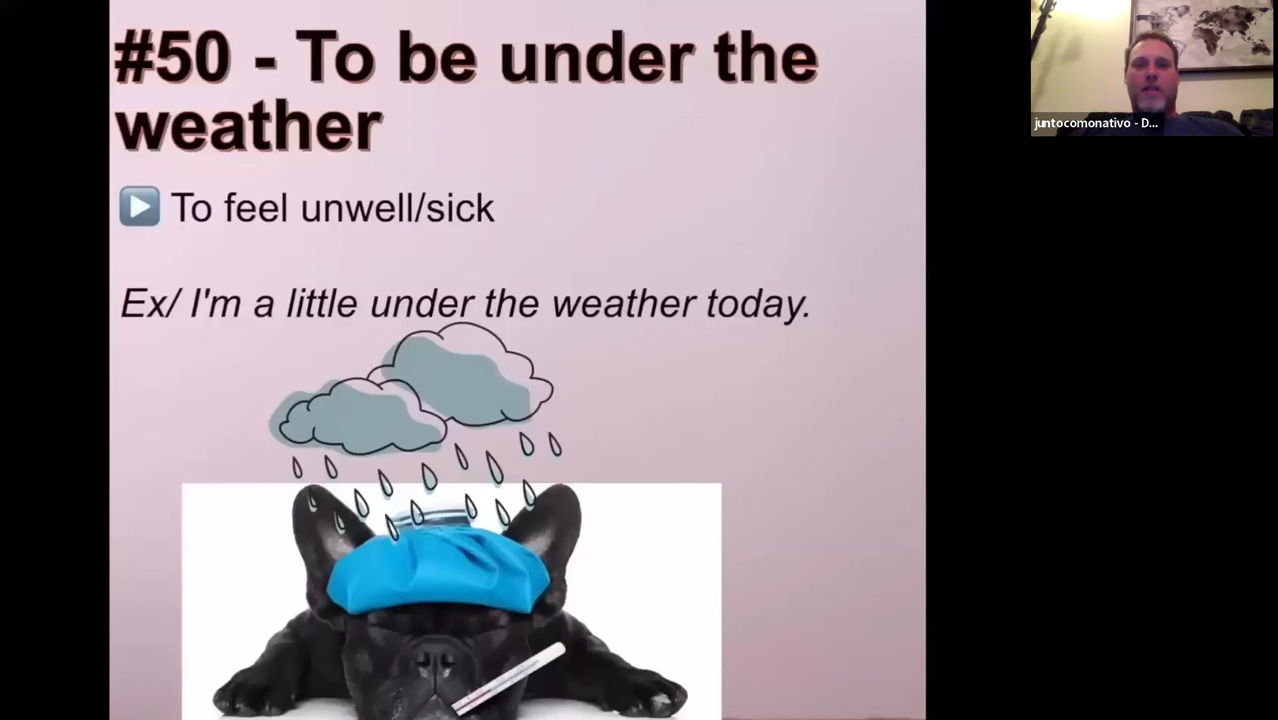 #50 - To be under the
weather
To feel unwell/sick
Ex/ I'm a little under the weather today.
juntocomonativo - D...